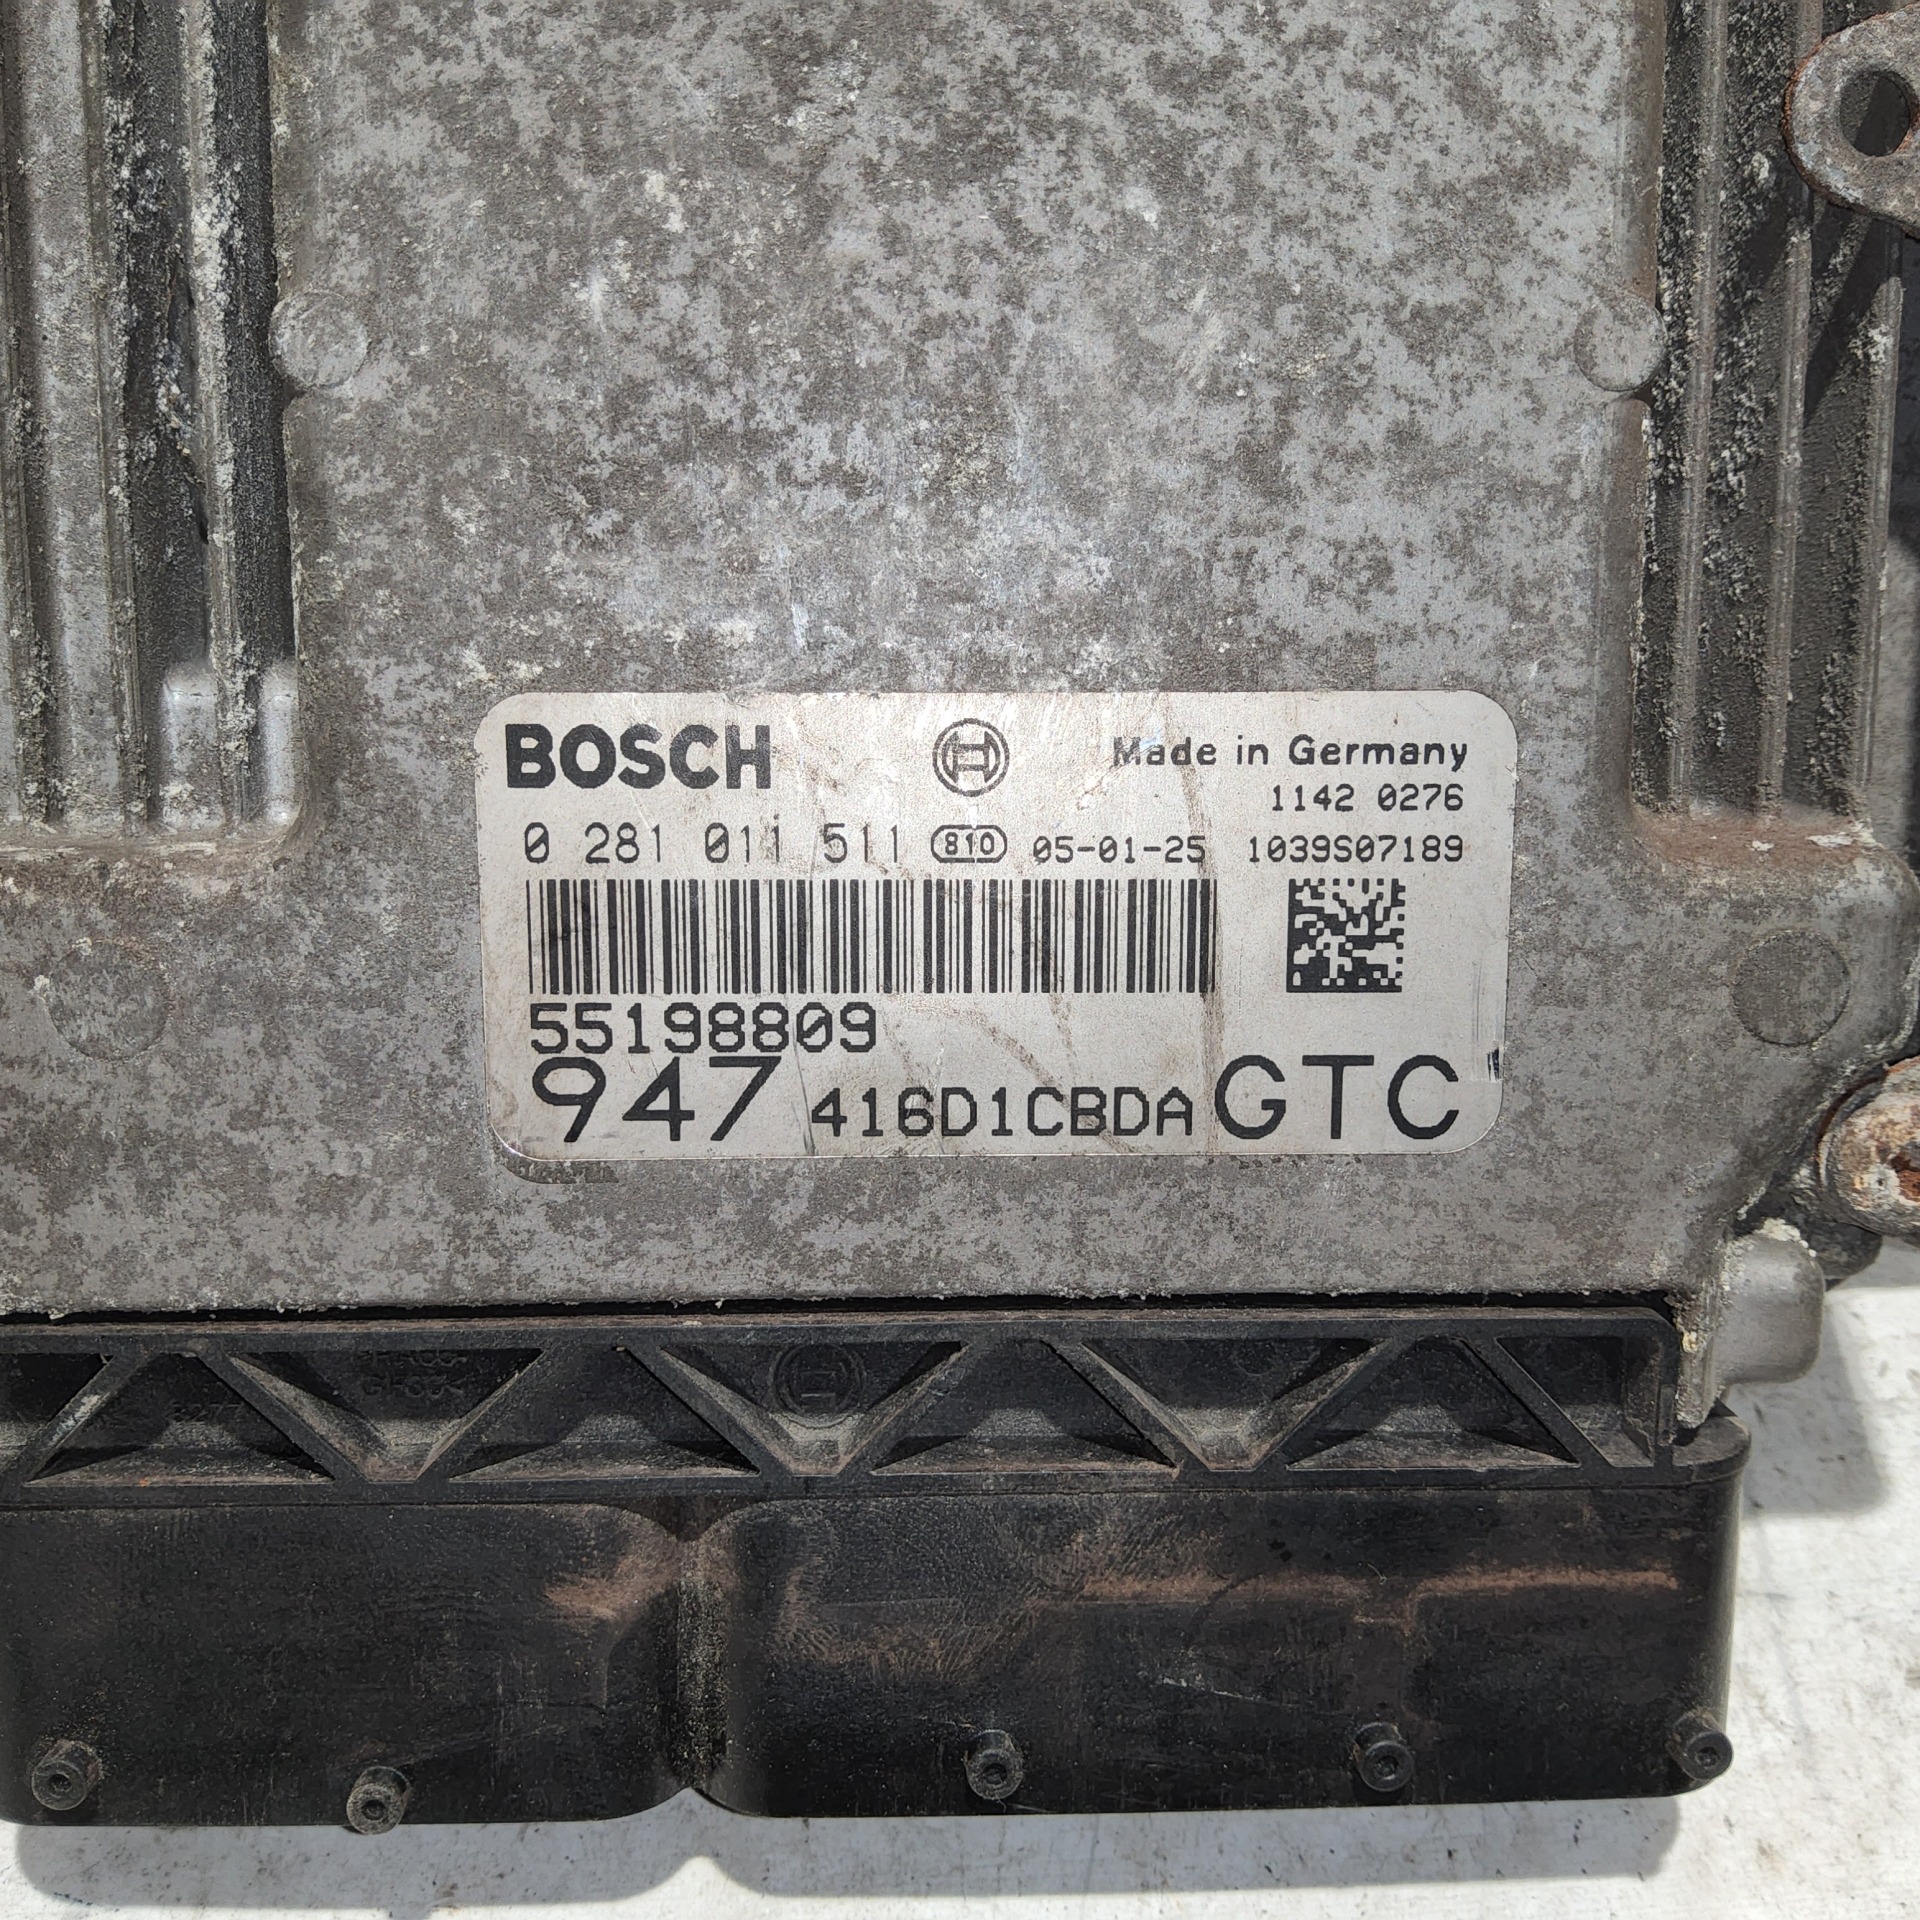 BOSCH Made in Germany
1142 0276
0 281 011 511 810 05-01-25 1039S07189
55198809
947 416D1CBDA GTC